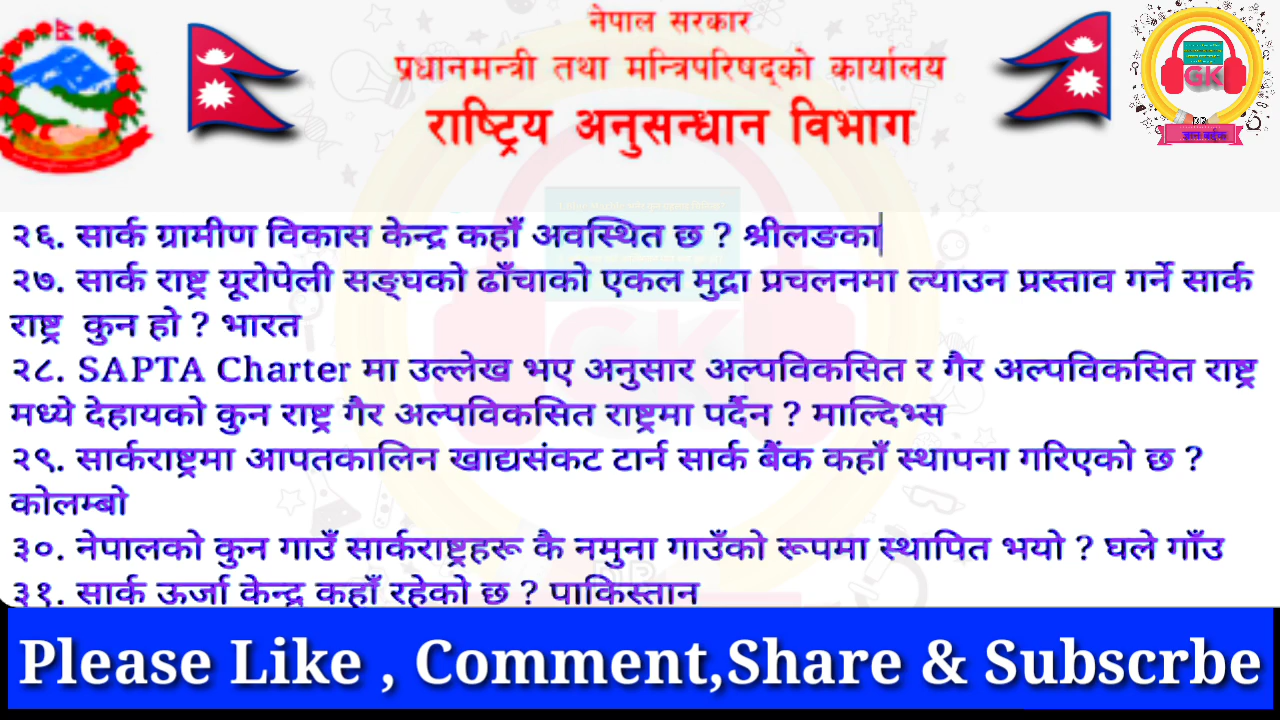 नेपाल सरकार
प्रधानमन्त्री तथा मन्त्रिपरिषद्को कार्यालय
राष्ट्रिय अनुसन्धान विभाग
GK
२६. सार्क ग्रामीण विकास केन्द्र कहाँ अवस्थित छ ? श्रीलङका
२७. सार्क राष्ट्र यूरोपेली सङ्घको ढाँचाको एकल मुद्रा प्रचलनमा ल्याउन प्रस्ताव गर्ने सार्क
राष्ट्र कुन हो ? भारत
२८. SAPTA Charter मा उल्लेख भए अनुसार अल्पविकसित र गैर अल्पविकसित राष्ट्र
मध्ये देहायको कुन राष्ट्र गैर अल्पविकसित राष्ट्रमा पर्दैन ? माल्दिभ्स
२९. सार्कराष्ट्रमा आपतकालिन खाद्यसंकट टार्न सार्क बैंक कहाँ स्थापना गरिएको छ ?
कोलम्बो
३०. नेपालको कुन गाउँ सार्कराष्ट्रहरू कै नमुना गाउँको रूपमा स्थापित भयो ? घले गाँउ
३१. सार्क ऊर्जा केन्द्र कहाँ रहेको छ ? पाकिस्तान
Please Like , Comment,Share & Subscrbe